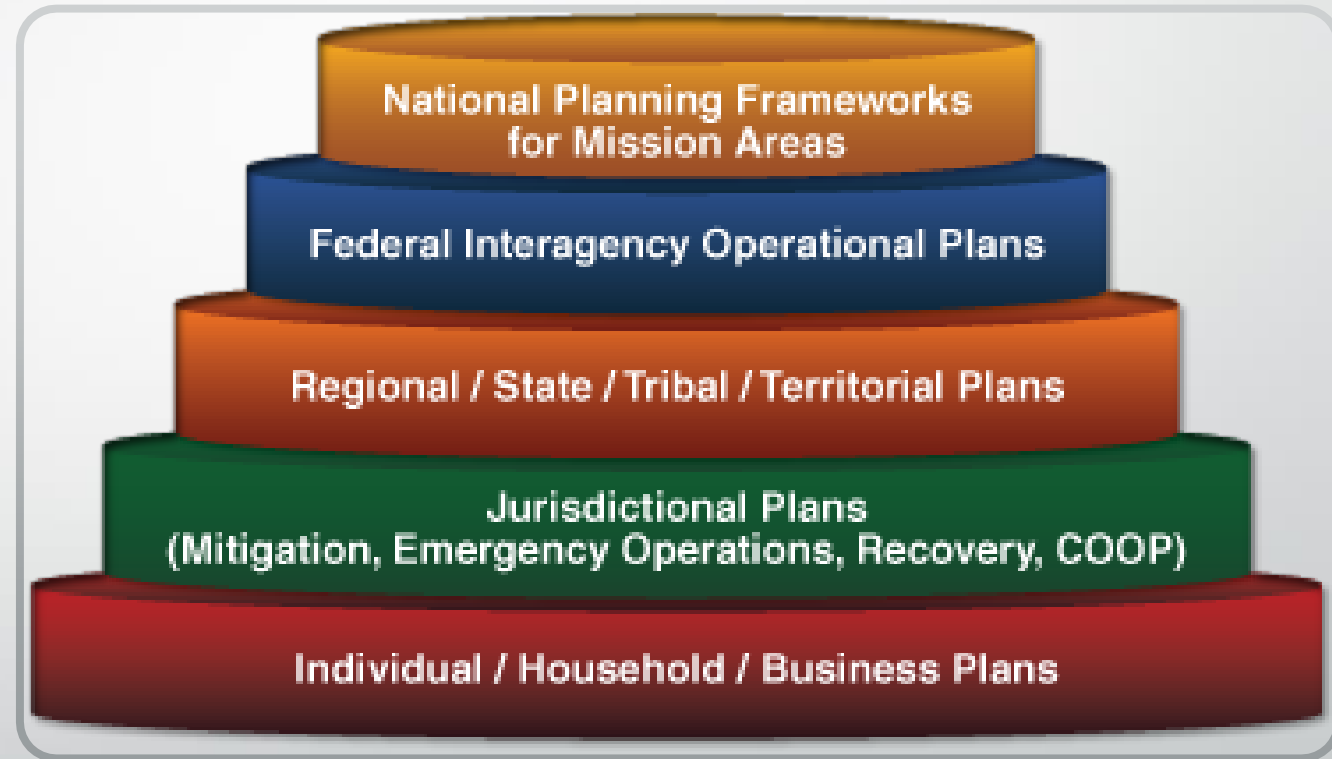 National Planning Frameworks
for Mission Areas
Federal Interagency Operational Plans
Regional / State / Tribal / Territorial Plans
Jurisdictional Plans
(Mitigation, Emergency Operations, Recovery, COOP)
Individual / Household / Business Plans